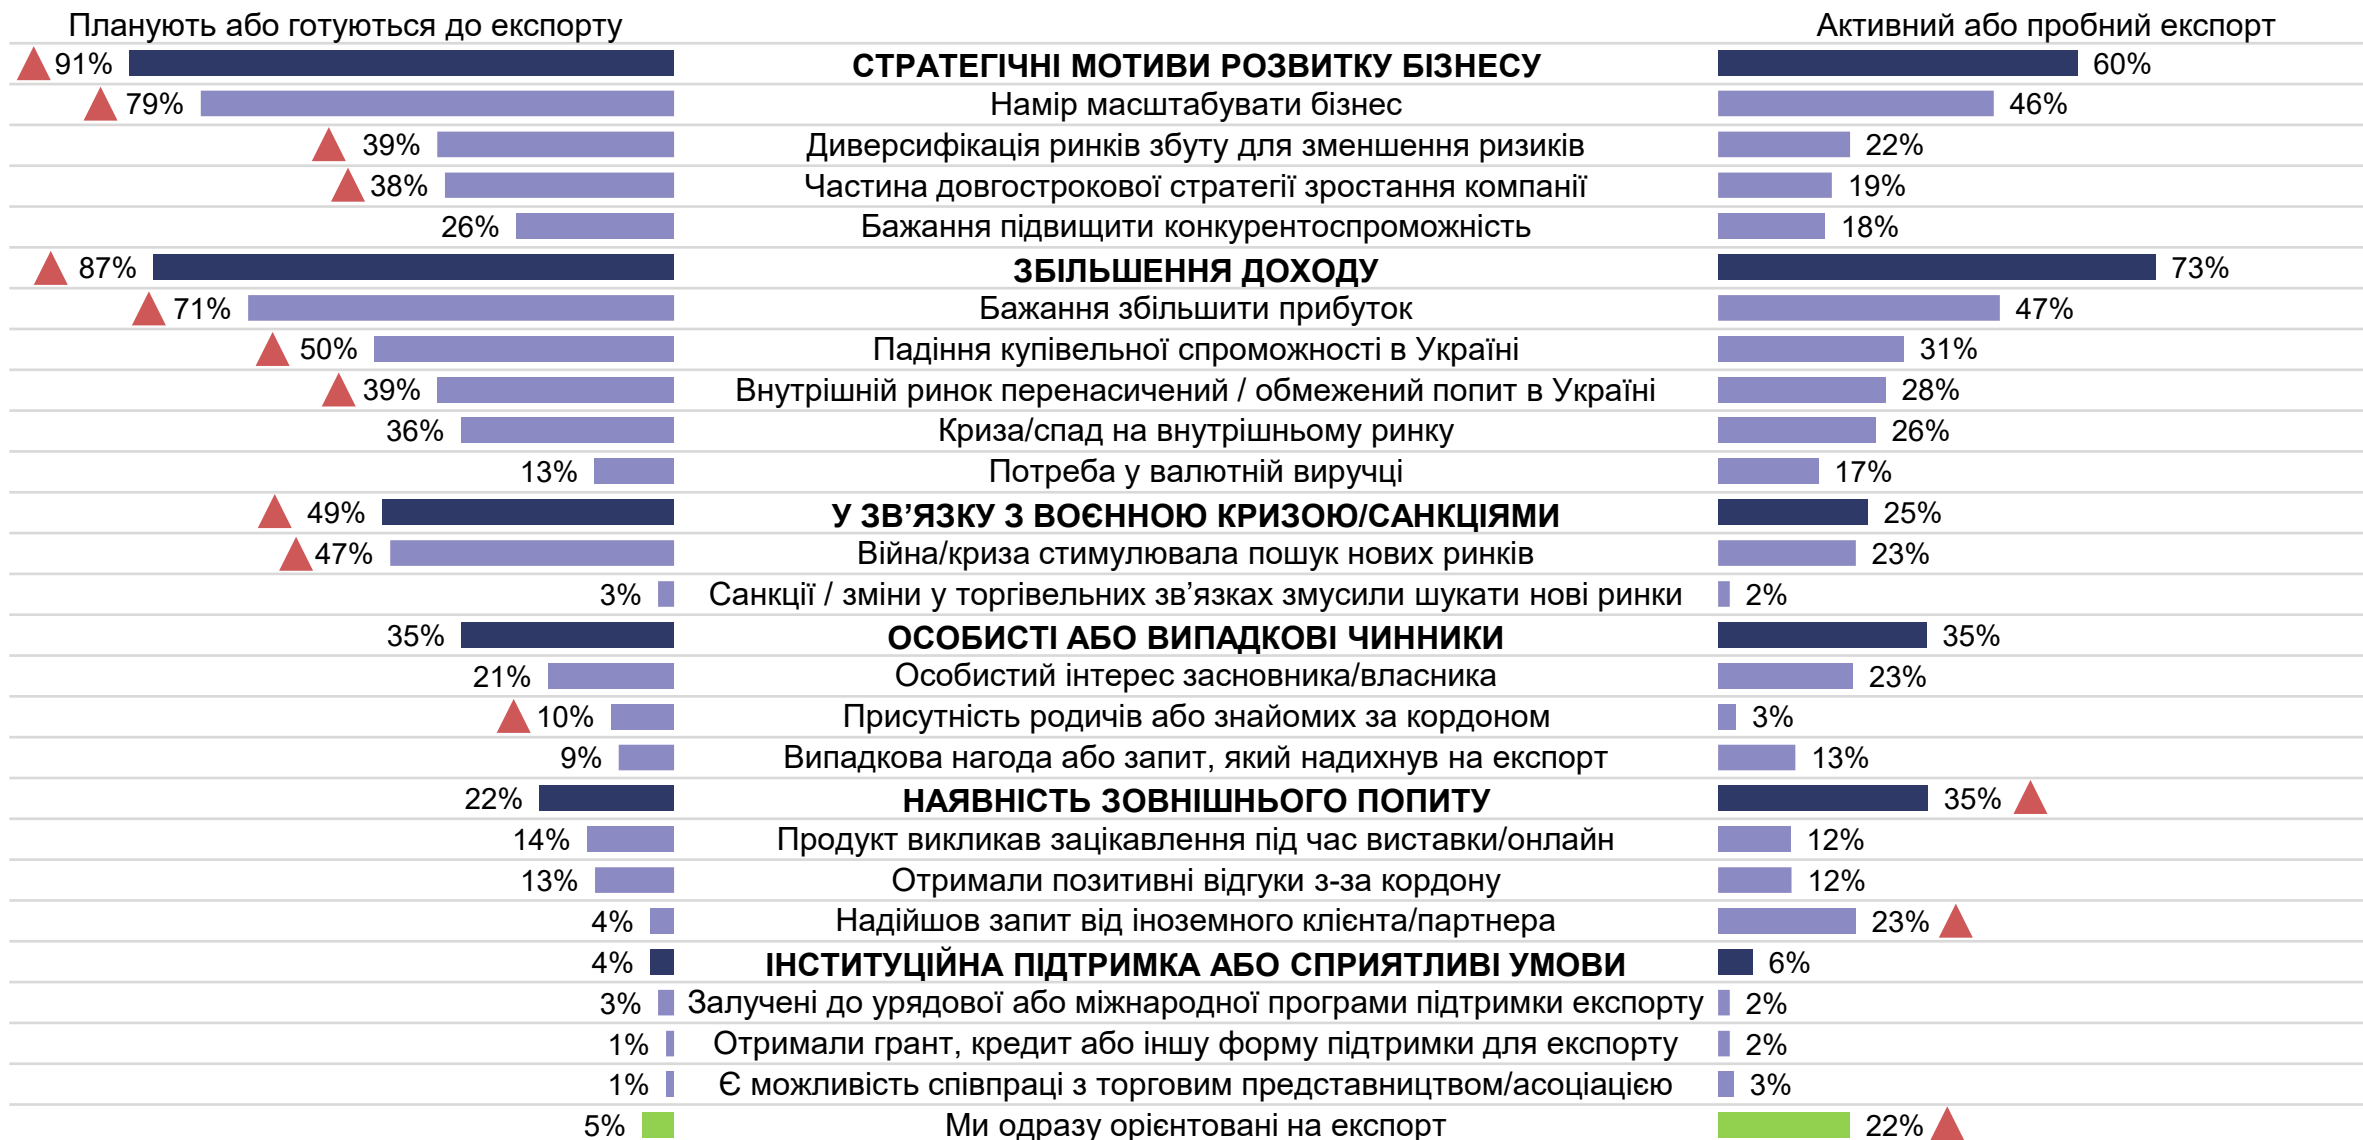 Планують або готуються до експорту Активний або пробний експорт
91% СТРАТЕГІЧНІ МОТИВИ РОЗВИТКУ БІЗНЕСУ 60%
79% Намір масштабувати бізнес 46%
39% Диверсифікація ринків збуту для зменшення ризиків 22%
38% Частина довгострокової стратегії зростання компанії 19%
26% Бажання підвищити конкурентоспроможність 18%
87% ЗБІЛЬШЕННЯ ДОХОДУ 73%
71% Бажання збільшити прибуток 47%
50% Падіння купівельної спроможності в Україні 31%
39% Внутрішній ринок перенасичений / обмежений попит в Україні 28%
36% Криза/спад на внутрішньому ринку 26%
13% Потреба у валютній виручці 17%
49% У ЗВ’ЯЗКУ З ВОЄННОЮ КРИЗОЮ/САНКЦІЯМИ 25%
47% Війна/криза стимулювала пошук нових ринків 23%
3% Санкції / зміни у торгівельних зв’язках змусили шукати нові ринки 2%
35% ОСОБИСТІ АБО ВИПАДКОВІ ЧИННИКИ 35%
21% Особистий інтерес засновника/власника 23%
10% Присутність родичів або знайомих за кордоном 3%
9% Випадкова нагода або запит, який надихнув на експорт 13%
22% НАЯВНІСТЬ ЗОВНІШНЬОГО ПОПИТУ 35%
14% Продукт викликав зацікавлення під час виставки/онлайн 12%
13% Отримали позитивні відгуки з-за кордону 12%
4% Надійшов запит від іноземного клієнта/партнера 23%
4% ІНСТИТУЦІЙНА ПІДТРИМКА АБО СПРИЯТЛИВІ УМОВИ 6%
3% Залучені до урядової або міжнародної програми підтримки експорту 2%
1% Отримали грант, кредит або іншу форму підтримки для експорту 2%
1% Є можливість співпраці з торговим представництвом/асоціацією 3%
5% Ми одразу орієнтовані на експорт 22%